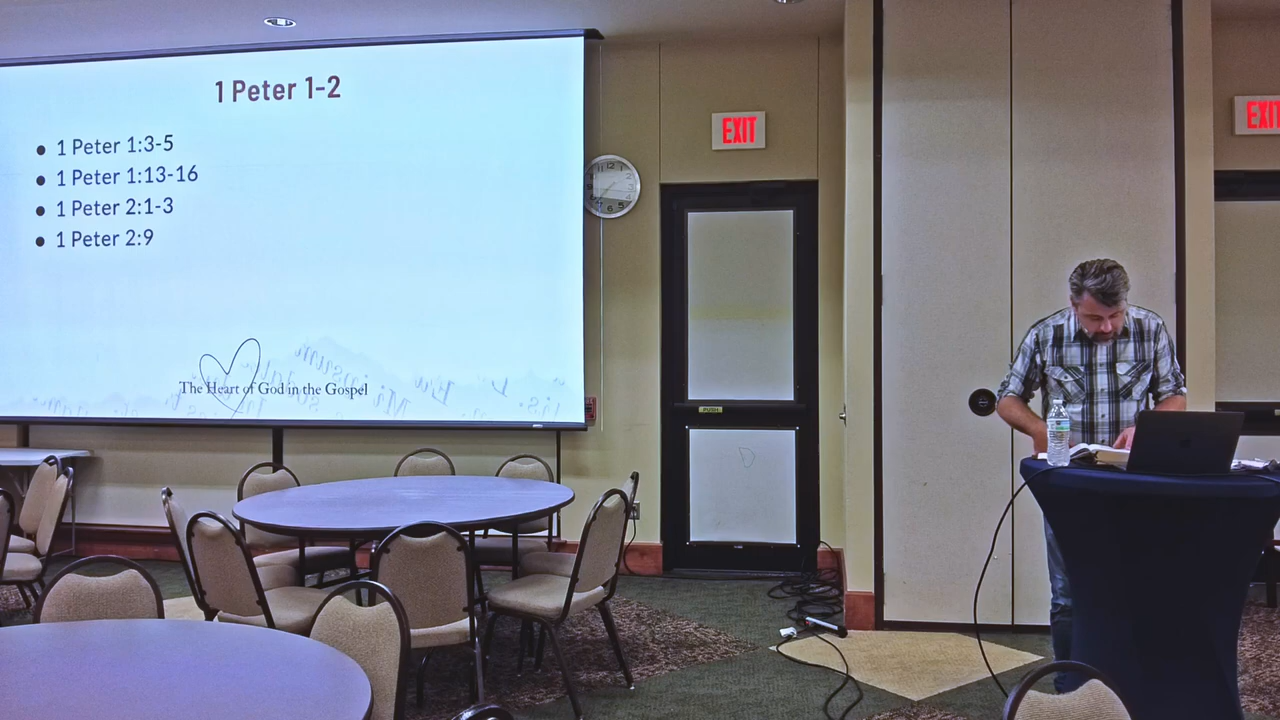 1 Peter 1-2
• 1 Peter 1:3-5
• 1 Peter 1:13-16
• 1 Peter 2:1-3
• 1 Peter 2:9
The Heart of God in the Gospel
EXIT
EXIT
12
PUSH